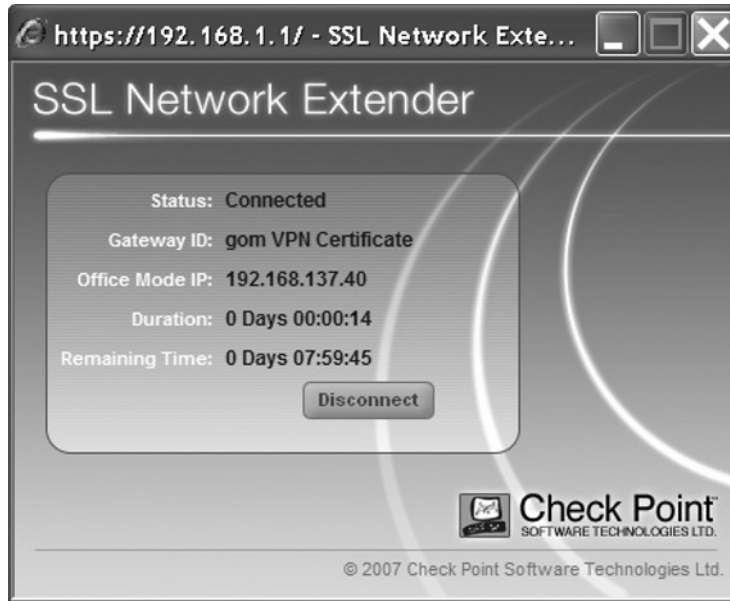 https://192.168.1.1/ - SSL Network Exte...
SSL Network Extender
Status: Connected
Gateway ID: gom VPN Certificate
Office Mode IP: 192.168.137.40
Duration: 0 Days 00:00:14
Remaining Time: 0 Days 07:59:45
Disconnect
Check Point™
SOFTWARE TECHNOLOGIES LTD.
© 2007 Check Point Software Technologies Ltd.